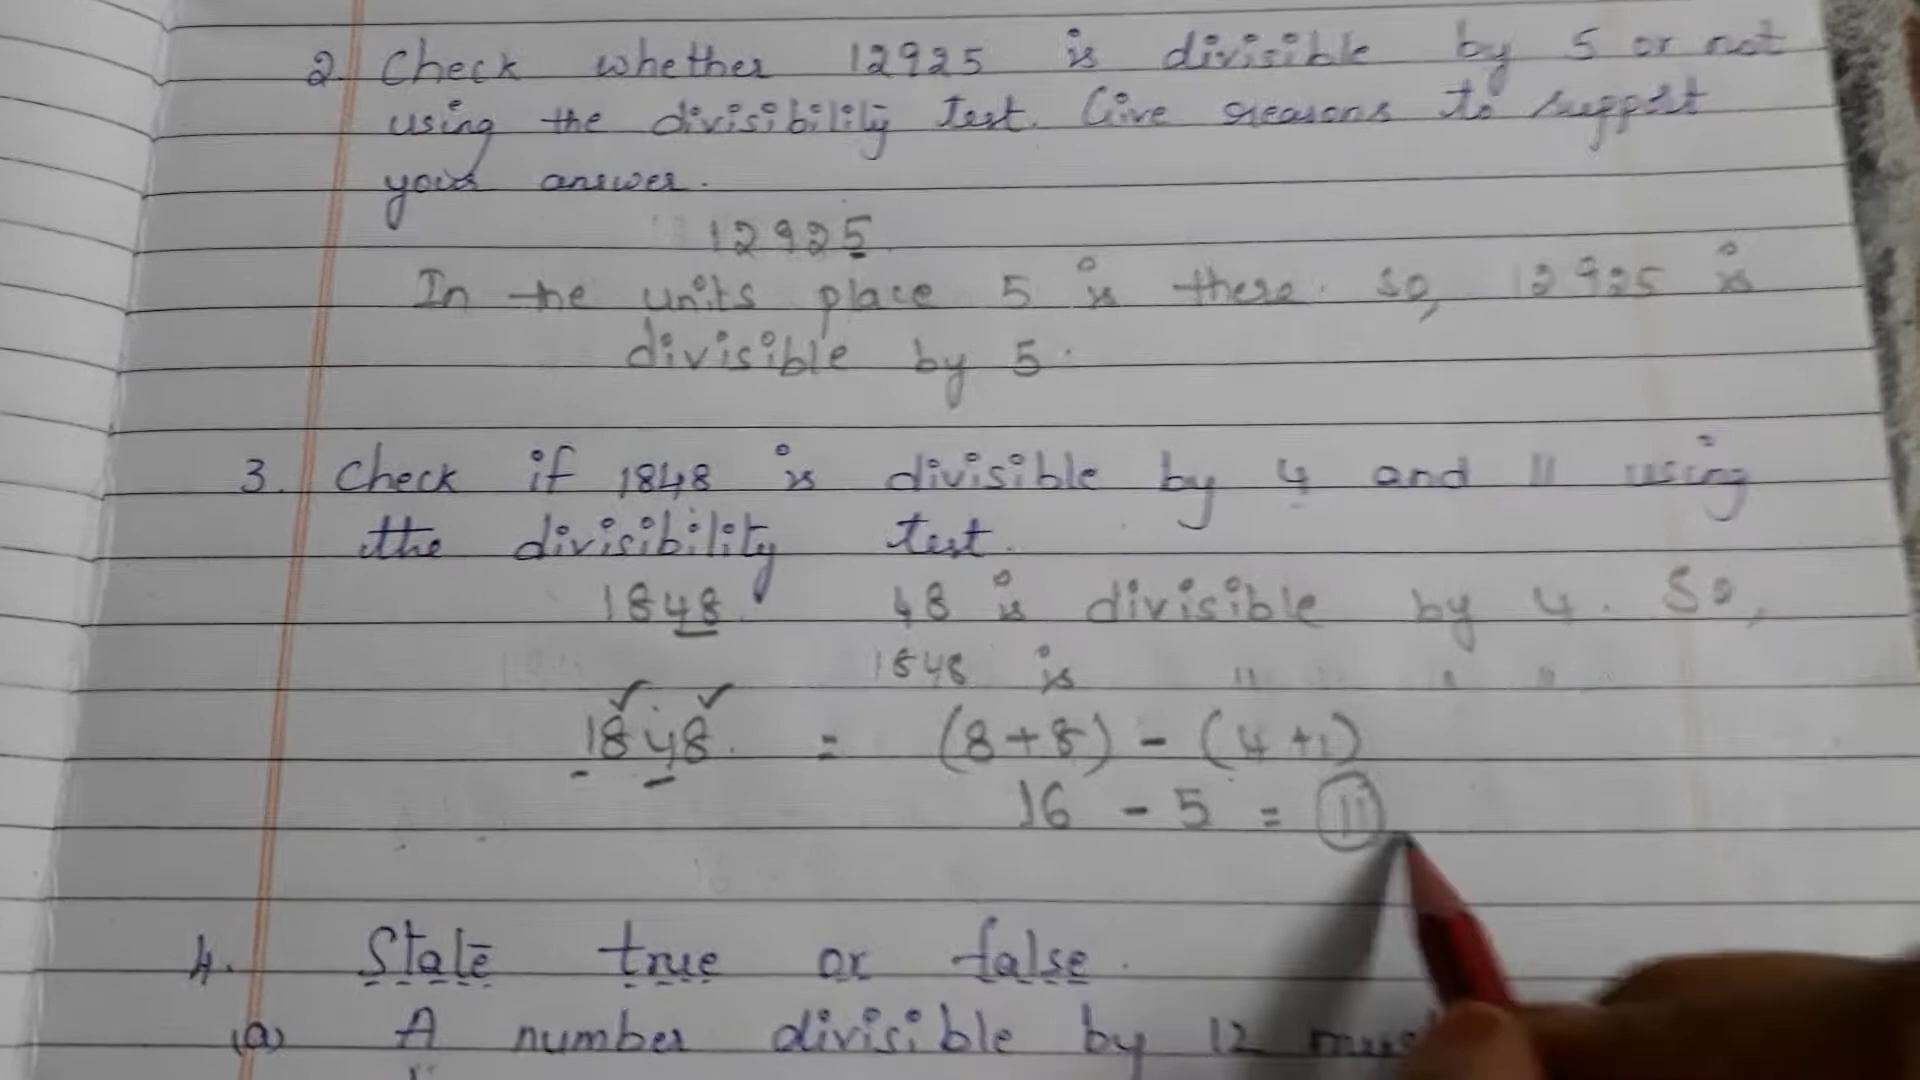 2. Check whether 12925 is divisible by 5 or not
using the divisibility Test. Give reasons to support
your answer.
12925
In the units place 5 is there. So, 12925 is
divisible by 5.
3. Check if 1848 is divisible by 4 and 11 using
the divisibility test.
1848. 48 is divisible by 4. So,
1848 is " " "
1848. = (8+8) - (4+1)
16 - 5 = 11
4. State true or false.
(a) A number divisible by 12